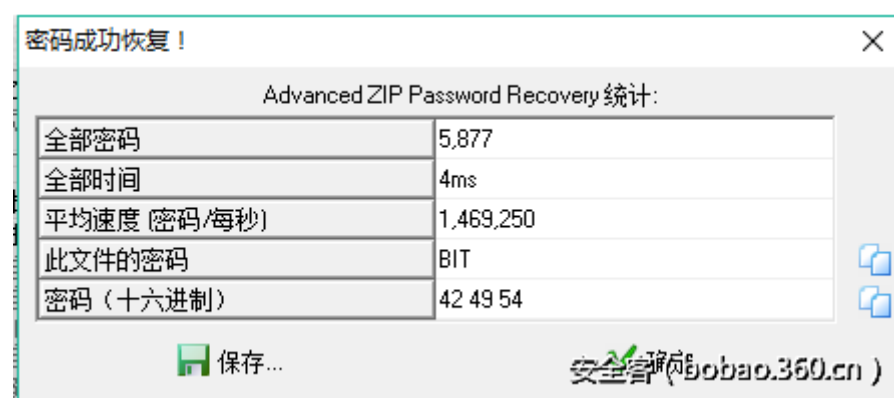 密码成功恢复！
Advanced ZIP Password Recovery 统计:
全部密码 5,877
全部时间 4ms
平均速度 (密码/每秒) 1,469,250
此文件的密码 BIT
密码（十六进制） 42 49 54
保存...
确定
安全客 ( bobao.360.cn )